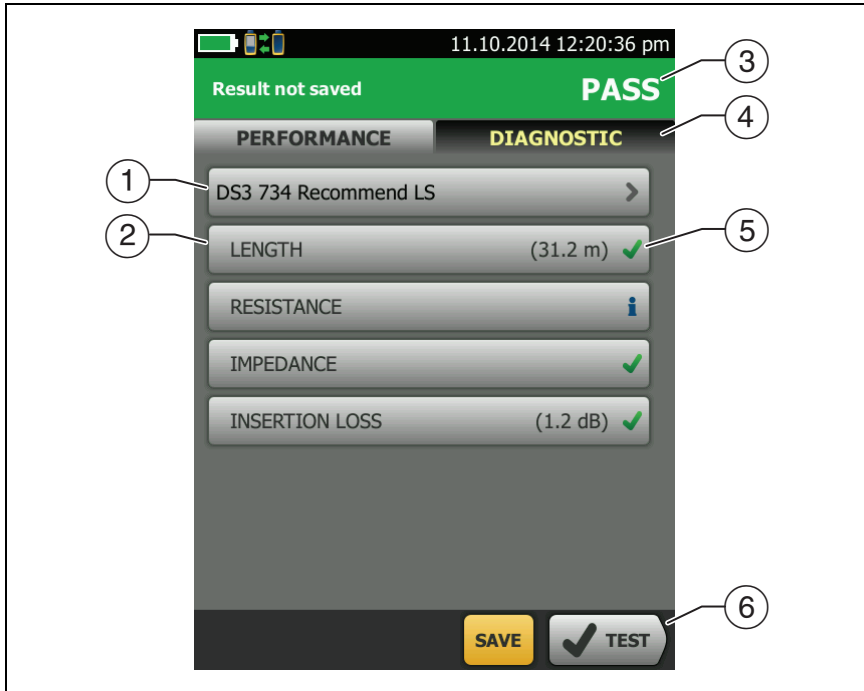 11.10.2014 12:20:36 pm
Result not saved PASS
PERFORMANCE DIAGNOSTIC
DS3 734 Recommend LS
LENGTH (31.2 m)
RESISTANCE i
IMPEDANCE
INSERTION LOSS (1.2 dB)
SAVE TEST
1
2
3
4
5
6